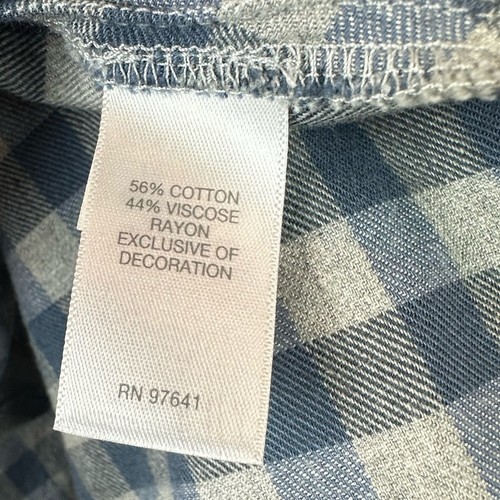 56% COTTON
44% VISCOSE
RAYON
EXCLUSIVE OF
DECORATION
RN 97641